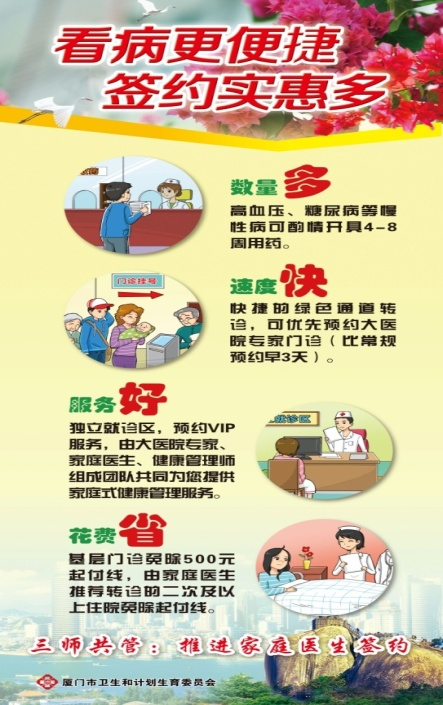 看病更便捷
签约实惠多
数量多
高血压、糖尿病等慢
性病可酌情开具4-8
周用药。
门诊挂号
速度快
快捷的绿色通道转
诊,可优先预约大医
院专家门诊(比常规
预约早3天)。
服务好
独立就诊区,预约VIP
服务,由大医院专家、
家庭医生、健康管理师
组成团队共同为您提供
家庭式健康管理服务。
就诊区
花费省
基层门诊免除500元
起付线,由家庭医生
推荐转诊的二次及以
上住院免除起付线。
三师共管:推进家庭医生签约
厦门市卫生和计划生育委员会